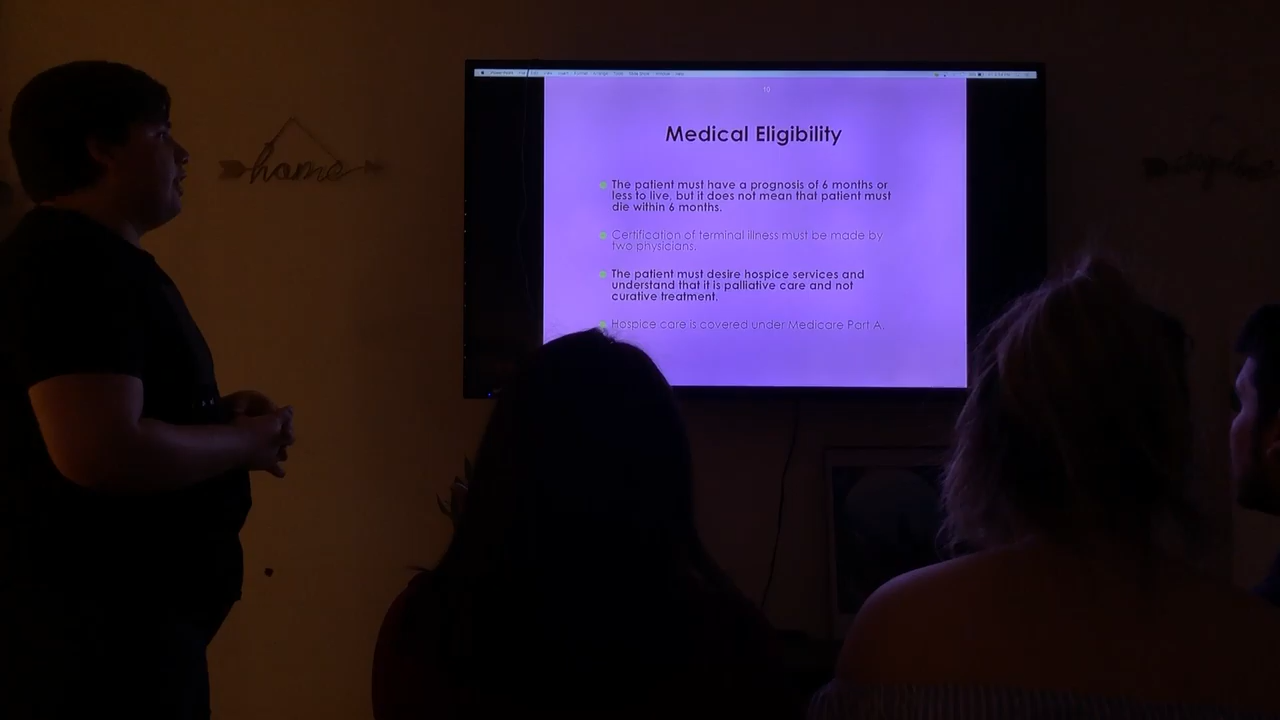 10
Medical Eligibility
The patient must have a prognosis of 6 months or
less to live, but it does not mean that patient must
die within 6 months.
Certification of terminal illness must be made by
two physicians.
The patient must desire hospice services and
understand that it is palliative care and not
curative treatment.
Hospice care is covered under Medicare Part A.
home